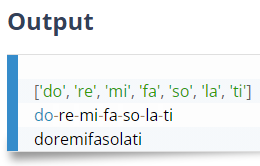 Output
['do', 're', 'mi', 'fa', 'so', 'la', 'ti']
do-re-mi-fa-so-la-ti
doremifasolati